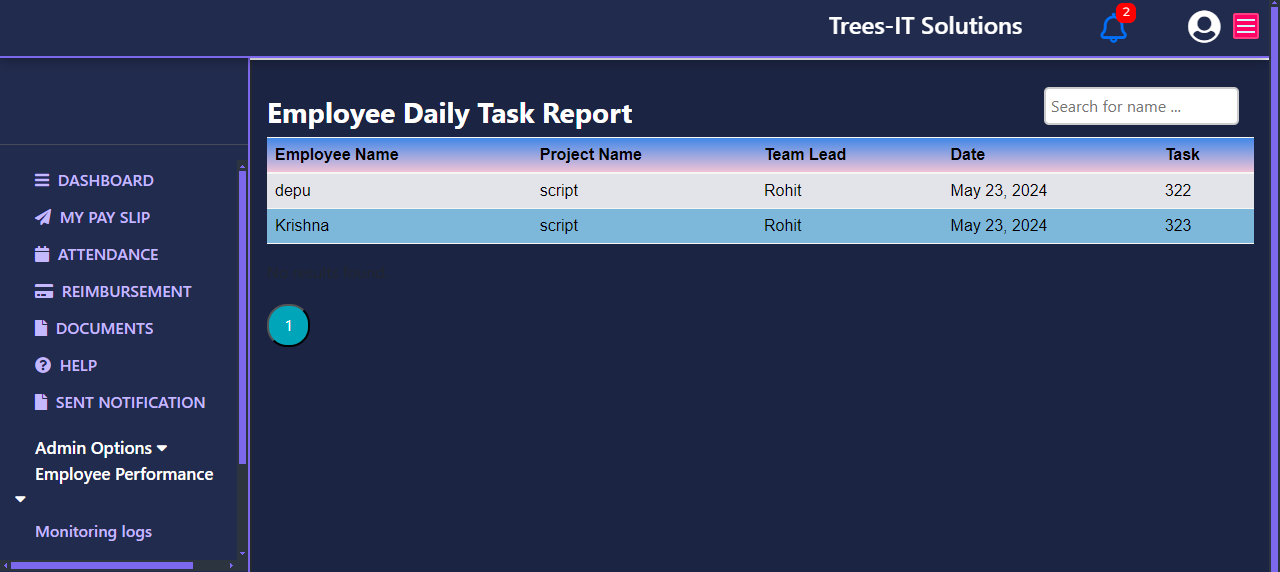 Trees-IT Solutions
2
Employee Daily Task Report
Search for name ...
Employee Name Project Name Team Lead Date Task
depu script Rohit May 23, 2024 322
Krishna script Rohit May 23, 2024 323
1
DASHBOARD
MY PAY SLIP
ATTENDANCE
REIMBURSEMENT
DOCUMENTS
HELP
SENT NOTIFICATION
Admin Options
Employee Performance
Monitoring logs